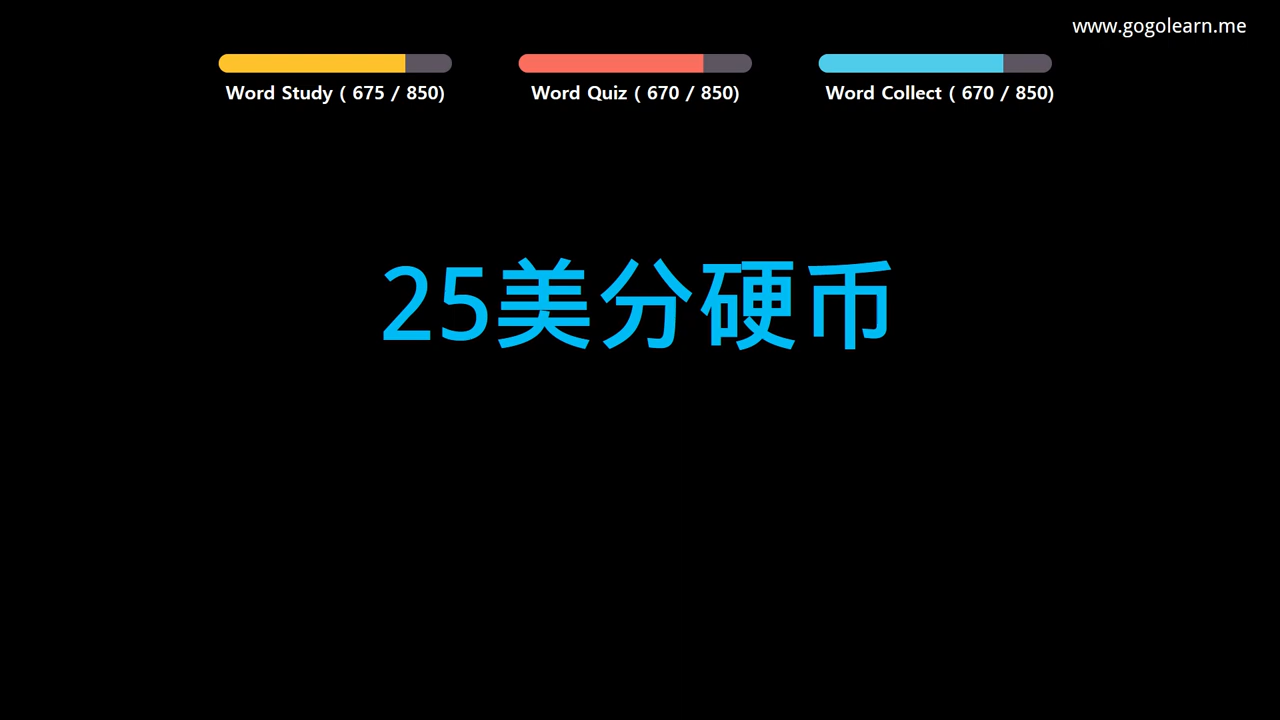 www.gogolearn.me
Word Study ( 675 / 850)
Word Quiz ( 670 / 850)
Word Collect ( 670 / 850)
25美分硬币